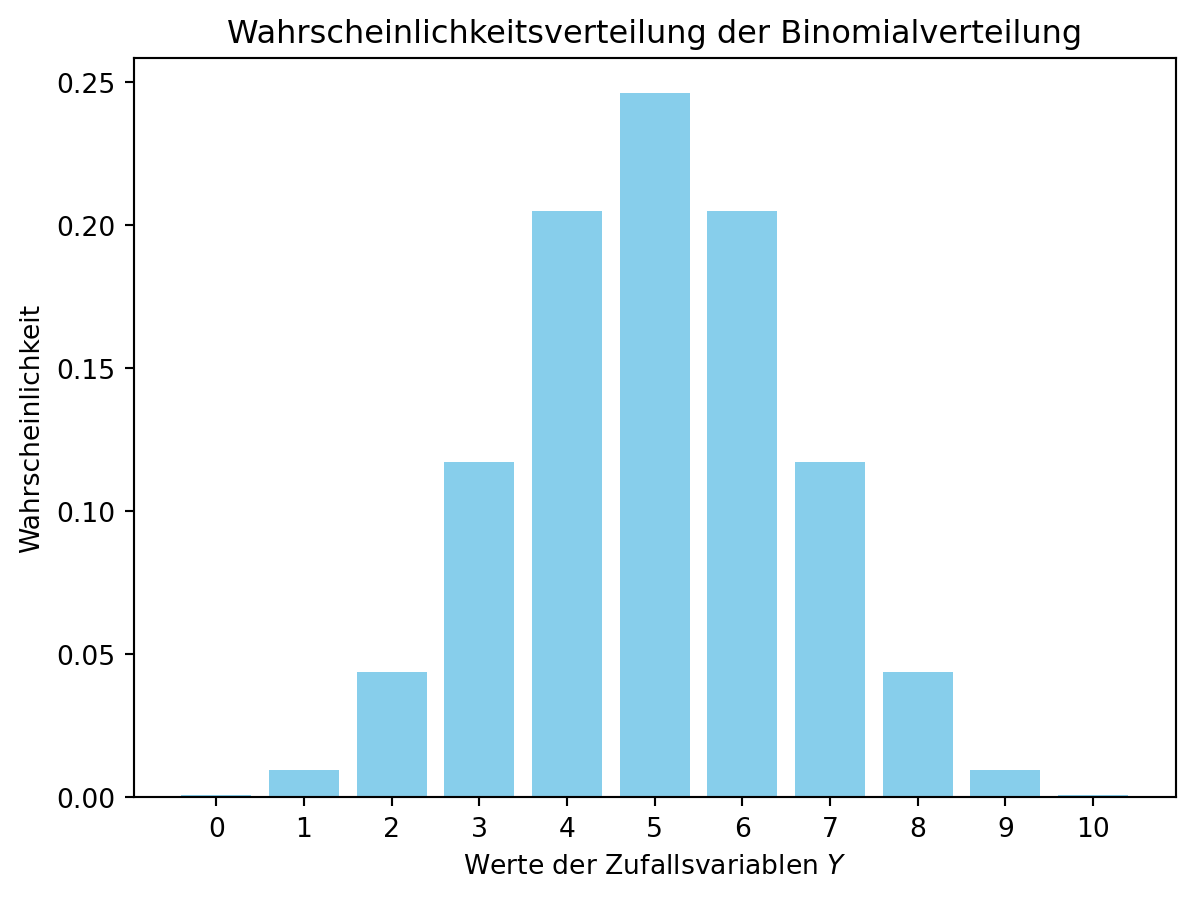 Wahrscheinlichkeitsverteilung der Binomialverteilung
0.25
0.20
0.15
0.10
0.05
0.00
Wahrscheinlichkeit
0 1 2 3 4 5 6 7 8 9 10
Werte der Zufallsvariablen Y